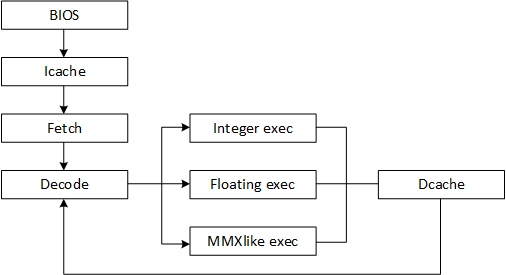 BIOS
Icache
Fetch
Decode
Integer exec
Floating exec
MMXlike exec
Dcache